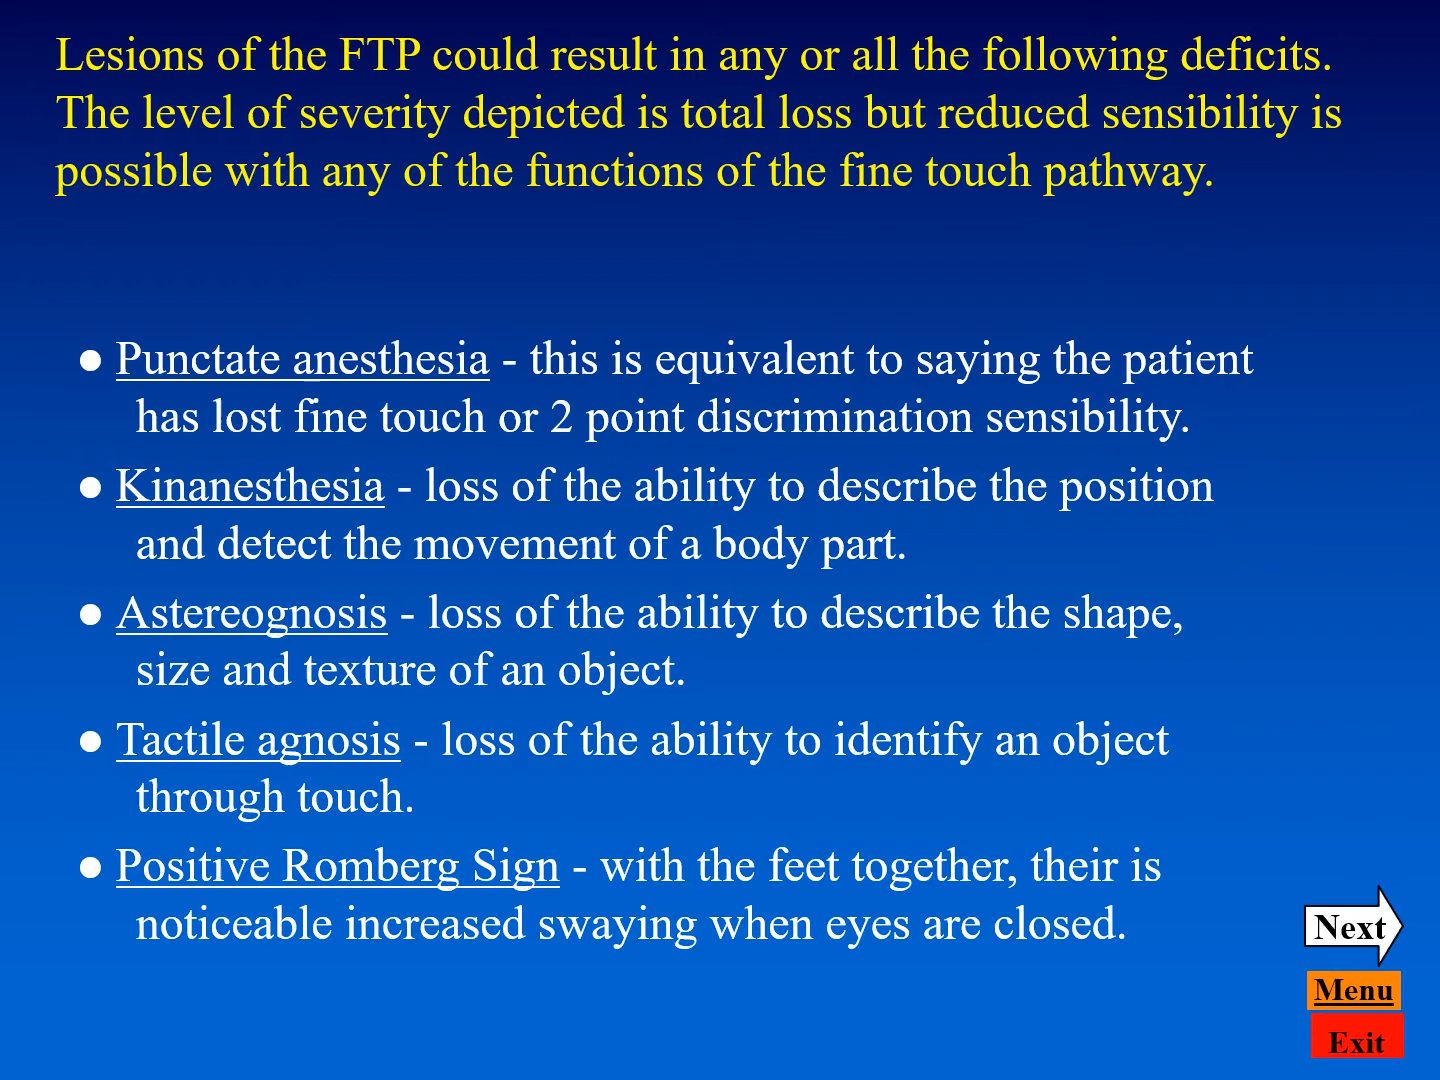 Lesions of the FTP could result in any or all the following deficits.
The level of severity depicted is total loss but reduced sensibility is
possible with any of the functions of the fine touch pathway.
● Punctate anesthesia - this is equivalent to saying the patient
has lost fine touch or 2 point discrimination sensibility.
● Kinanesthesia - loss of the ability to describe the position
and detect the movement of a body part.
● Astereognosis - loss of the ability to describe the shape,
size and texture of an object.
● Tactile agnosis - loss of the ability to identify an object
through touch.
● Positive Romberg Sign - with the feet together, their is
noticeable increased swaying when eyes are closed.
Next
Menu
Exit